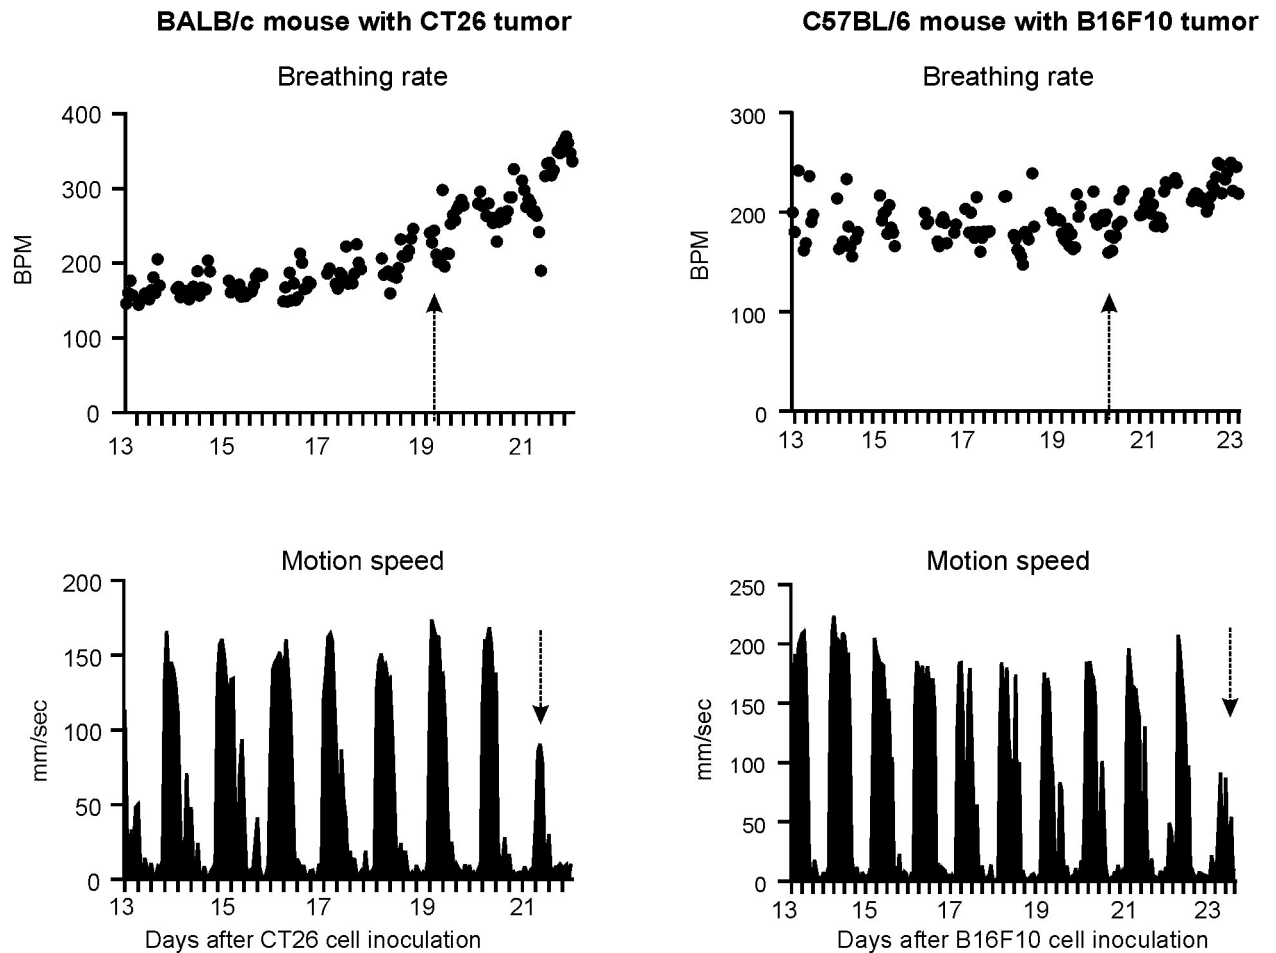 BALB/c mouse with CT26 tumor
Breathing rate
400
300
200
100
0
BPM
13 15 17 19 21
C57BL/6 mouse with B16F10 tumor
Breathing rate
300
200
100
0
BPM
13 15 17 19 21 23
Motion speed
200
150
100
50
0
mm/sec
13 15 17 19 21
Days after CT26 cell inoculation
Motion speed
250
200
150
100
50
0
mm/sec
13 15 17 19 21 23
Days after B16F10 cell inoculation